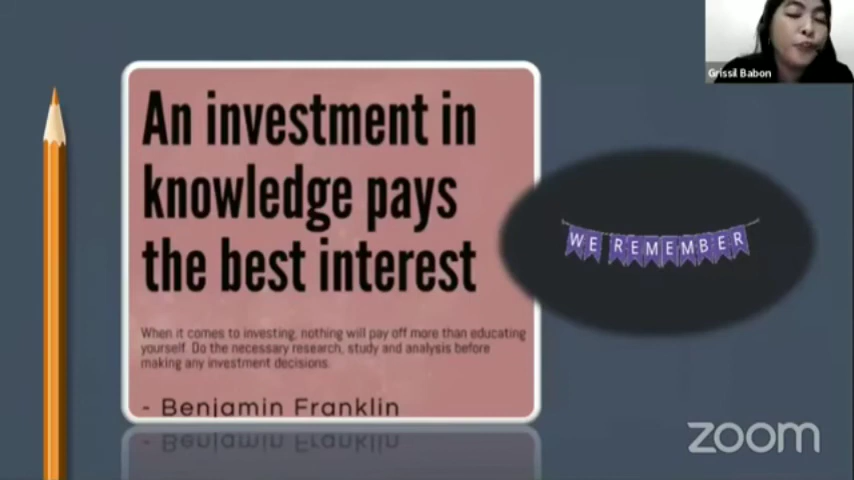 Grissil Babon
An investment in
knowledge pays
the best interest
When it comes to investing, nothing will pay off more than educating
yourself. Do the necessary research, study and analysis before
making any investment decisions.
- Benjamin Franklin
WE REMEMBER
zoom